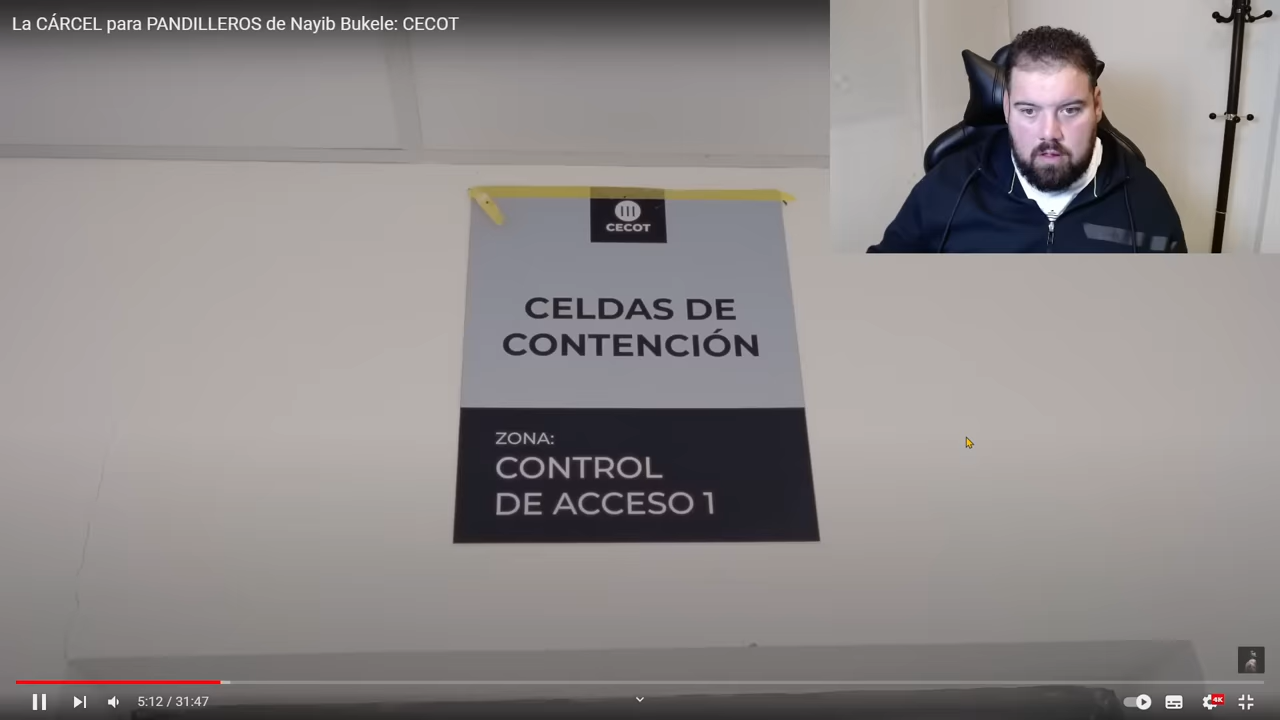 La CÁRCEL para PANDILLEROS de Nayib Bukele: CECOT
CECOT
CELDAS DE
CONTENCIÓN
ZONA:
CONTROL
DE ACCESO 1
5:12 / 31:47
4K